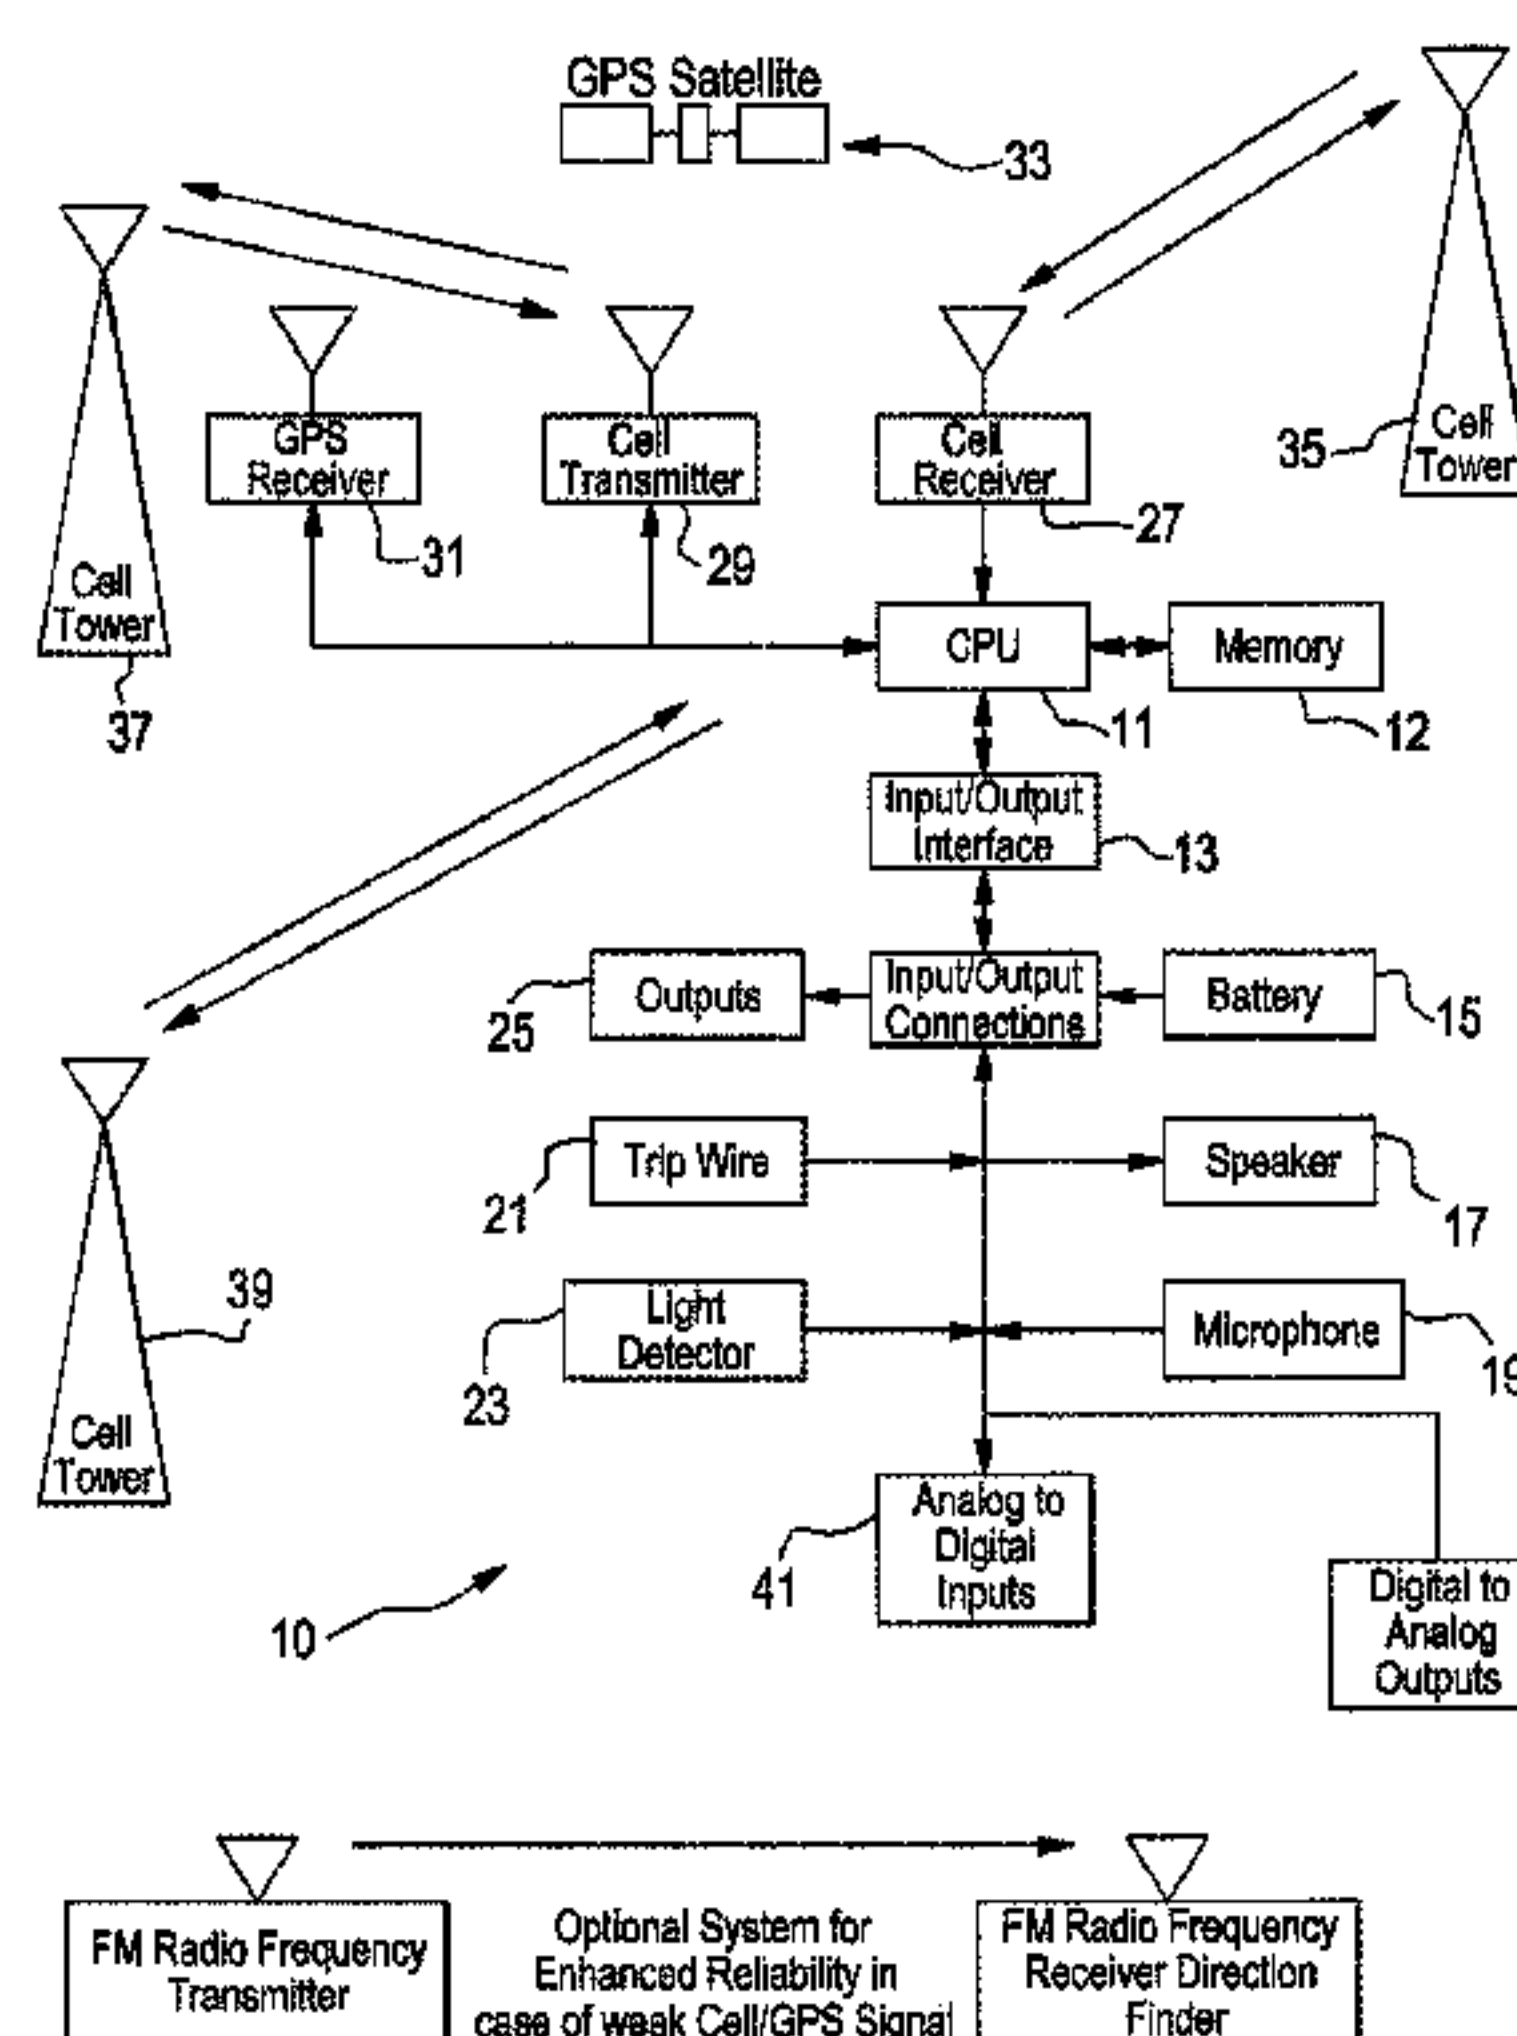 GPS Satellite
33
GPS
Receiver
31
Cell
Transmitter
29
Cell
Receiver
27
35
Cell
Tower
Cell
Tower
37
CPU
11
Memory
12
Input/Output
Interface
13
Outputs
25
Input/Output
Connections
Battery
15
Trip Wire
21
Speaker
17
39
Light
Detector
23
Microphone
19
Cell
Tower
Analog to
Digital
Inputs
41
10
Digital to
Analog
Outputs
FM Radio Frequency
Transmitter
Optional System for
Enhanced Reliability in
case of weak Cell/GPS Signal
FM Radio Frequency
Receiver Direction
Finder